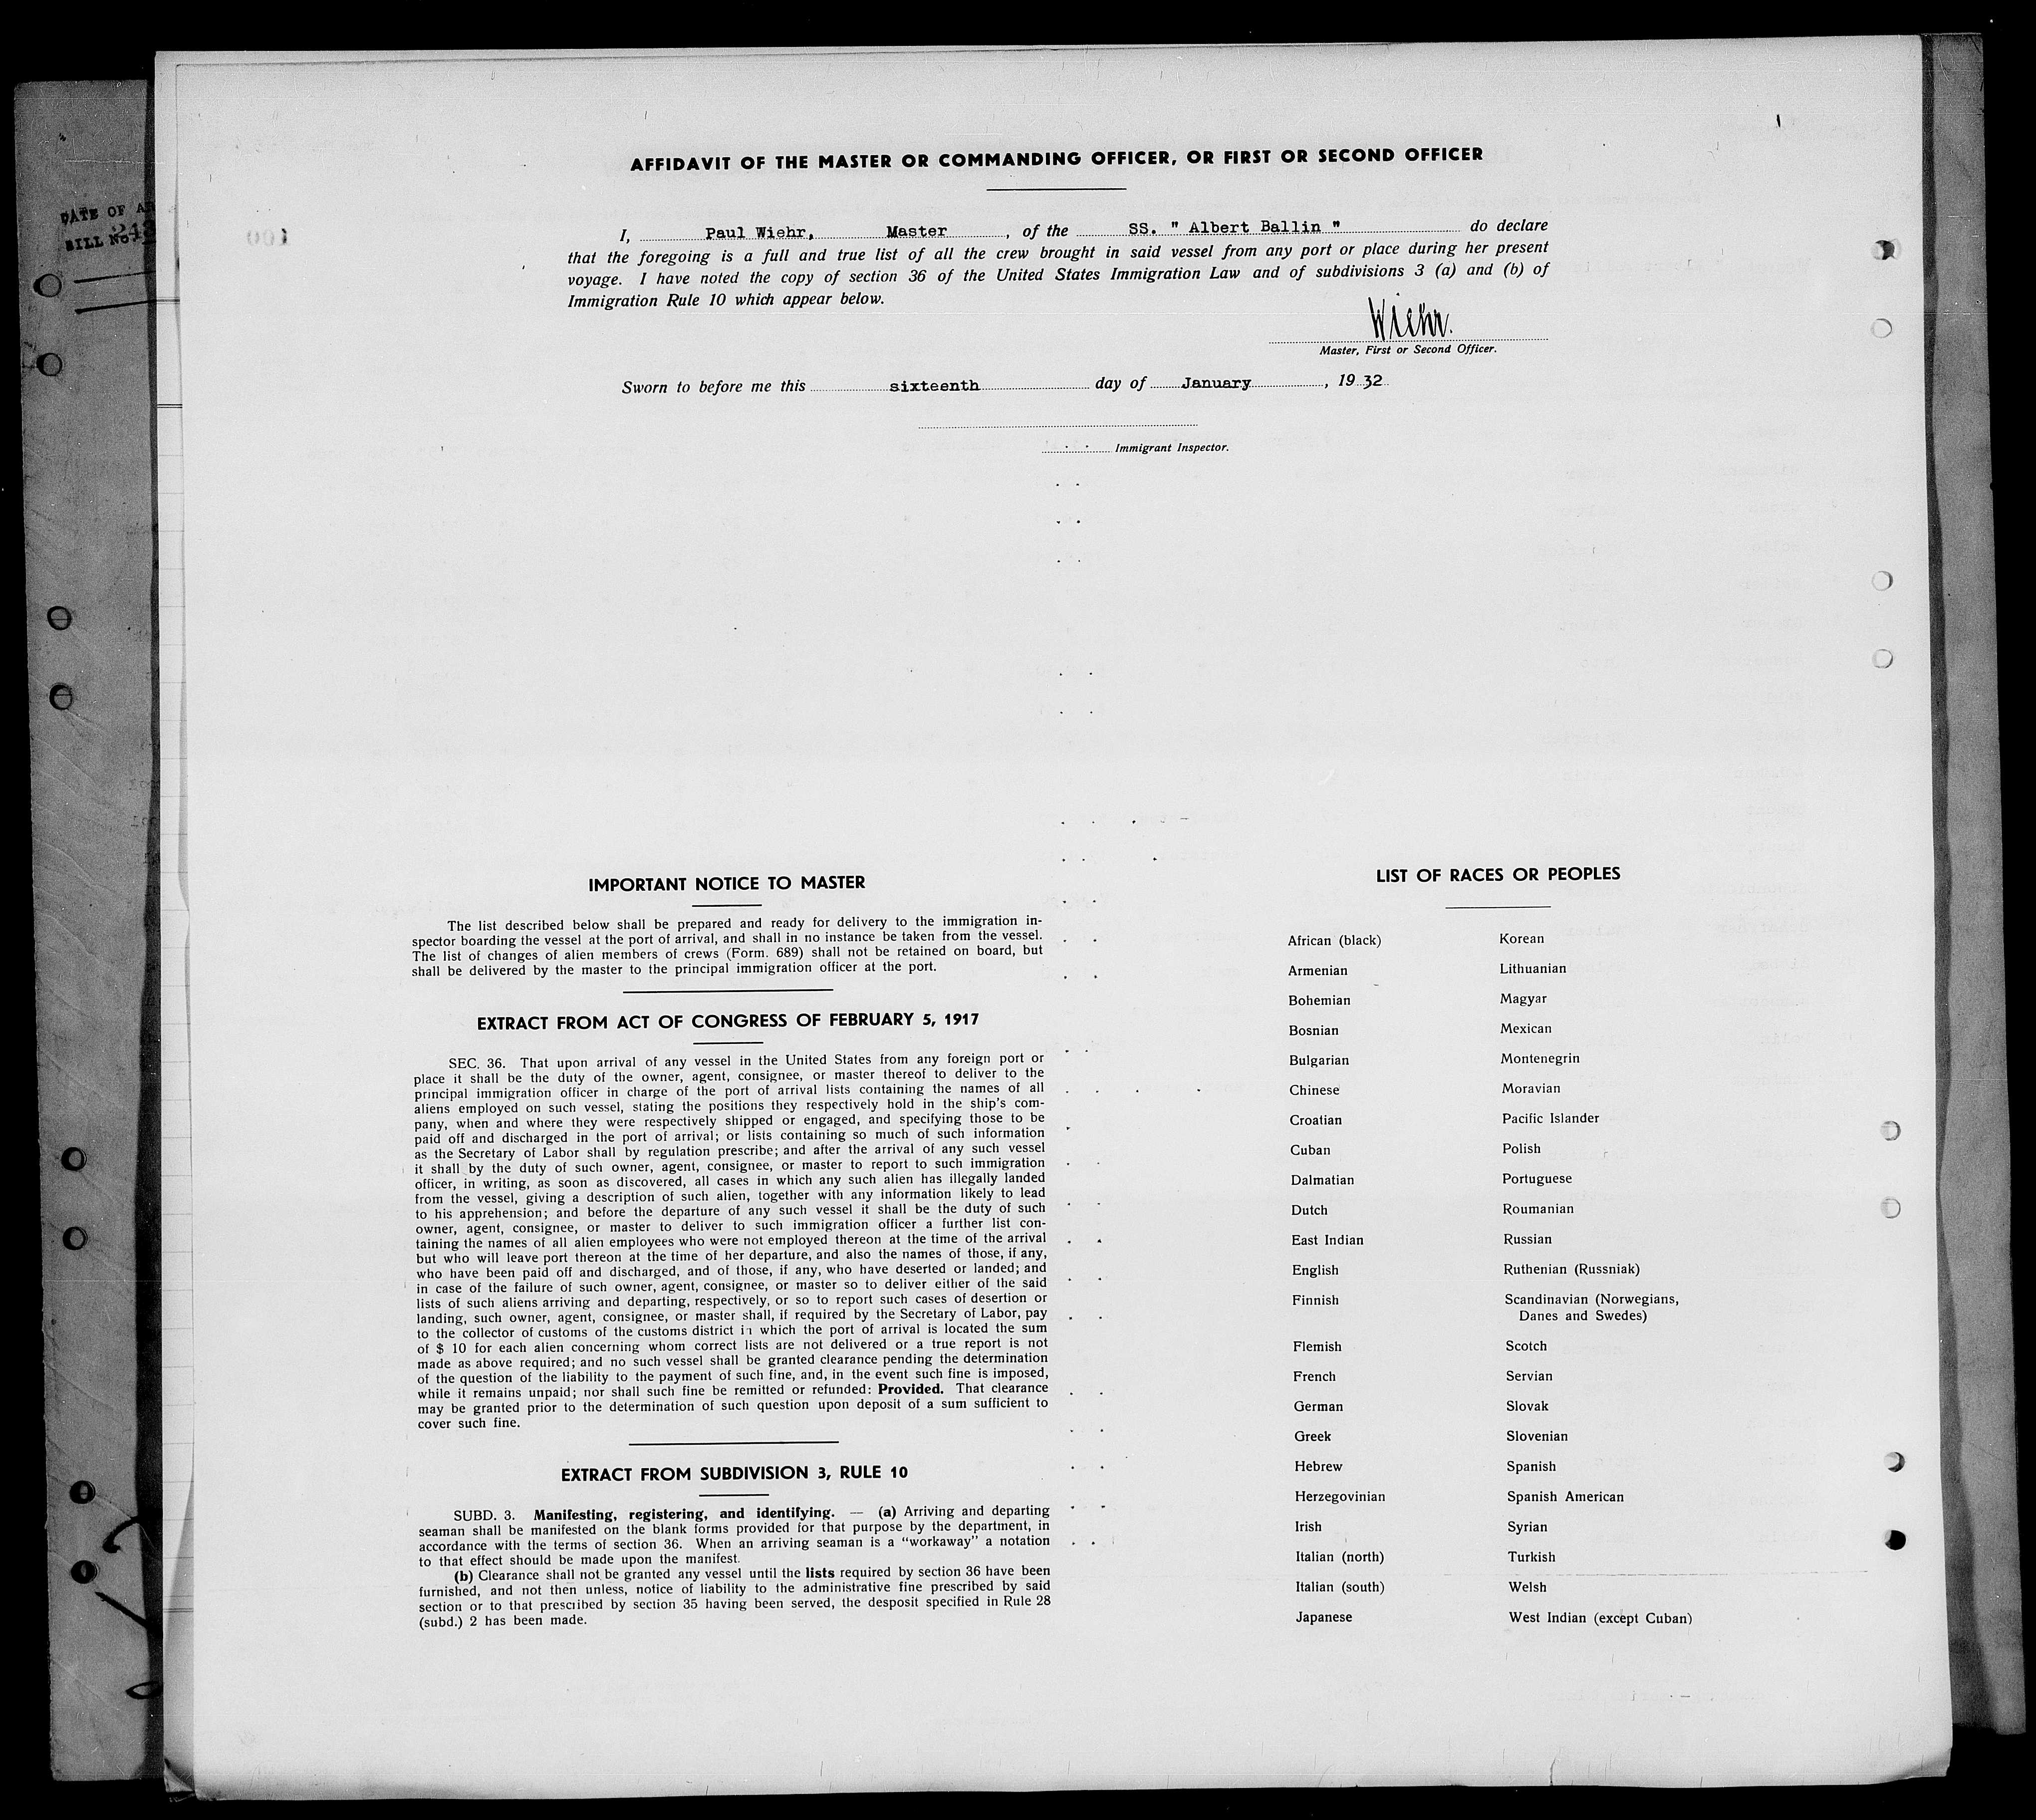 DATE OF AR
BILL No 243
AFFIDAVIT OF THE MASTER OR COMMANDING OFFICER, OR FIRST OR SECOND OFFICER
I, Paul Wiehr, Master , of the SS. " Albert Ballin " do declare
that the foregoing is a full and true list of all the crew brought in said vessel from any port or place during her present
voyage. I have noted the copy of section 36 of the United States Immigration Law and of subdivisions 3 (a) and (b) of
Immigration Rule 10 which appear below.
Wiehr.
Master, First or Second Officer.
Sworn to before me this sixteenth day of January , 19 32
Immigrant Inspector.
IMPORTANT NOTICE TO MASTER
The list described below shall be prepared and ready for delivery to the immigration in-
spector boarding the vessel at the port of arrival, and shall in no instance be taken from the vessel.
The list of changes of alien members of crews (Form. 689) shall not be retained on board, but
shall be delivered by the master to the principal immigration officer at the port.
EXTRACT FROM ACT OF CONGRESS OF FEBRUARY 5, 1917
SEC. 36. That upon arrival of any vessel in the United States from any foreign port or
place it shall be the duty of the owner, agent, consignee, or master thereof to deliver to the
principal immigration officer in charge of the port of arrival lists containing the names of all
aliens employed on such vessel, stating the positions they respectively hold in the ship's com-
pany, when and where they were respectively shipped or engaged, and specifying those to be
paid off and discharged in the port of arrival; or lists containing so much of such information
as the Secretary of Labor shall by regulation prescribe; and after the arrival of any such vessel
it shall by the duty of such owner, agent, consignee, or master to report to such immigration
officer, in writing, as soon as discovered, all cases in which any such alien has illegally landed
from the vessel, giving a description of such alien, together with any information likely to lead
to his apprehension; and before the departure of any such vessel it shall be the duty of such
owner, agent, consignee, or master to deliver to such immigration officer a further list con-
taining the names of all alien employees who were not employed thereon at the time of the arrival
but who will leave port thereon at the time of her departure, and also the names of those, if any,
who have been paid off and discharged, and of those, if any, who have deserted or landed; and
in case of the failure of such owner, agent, consignee, or master so to deliver either of the said
lists of such aliens arriving and departing, respectively, or so to report such cases of desertion or
landing, such owner, agent, consignee, or master shall, if required by the Secretary of Labor, pay
to the collector of customs of the customs district in which the port of arrival is located the sum
of $ 10 for each alien concerning whom correct lists are not delivered or a true report is not
made as above required; and no such vessel shall be granted clearance pending the determination
of the question of the liability to the payment of such fine, and, in the event such fine is imposed,
while it remains unpaid; nor shall such fine be remitted or refunded: Provided. That clearance
may be granted prior to the determination of such question upon deposit of a sum sufficient to
cover such fine.
EXTRACT FROM SUBDIVISION 3, RULE 10
SUBD. 3. Manifesting, registering, and identifying. — (a) Arriving and departing
seaman shall be manifested on the blank forms provided for that purpose by the department, in
accordance with the terms of section 36. When an arriving seaman is a "workaway" a notation
to that effect should be made upon the manifest.
(b) Clearance shall not be granted any vessel until the lists required by section 36 have been
furnished, and not then unless, notice of liability to the administrative fine prescribed by said
section or to that prescribed by section 35 having been served, the desposit specified in Rule 28
(subd.) 2 has been made.
LIST OF RACES OR PEOPLES
African (black)
Armenian
Bohemian
Bosnian
Bulgarian
Chinese
Croatian
Cuban
Dalmatian
Dutch
East Indian
English
Finnish
Flemish
French
German
Greek
Hebrew
Herzegovinian
Irish
Italian (north)
Italian (south)
Japanese
Korean
Lithuanian
Magyar
Mexican
Montenegrin
Moravian
Pacific Islander
Polish
Portuguese
Roumanian
Russian
Ruthenian (Russniak)
Scandinavian (Norwegians,
Danes and Swedes)
Scotch
Servian
Slovak
Slovenian
Spanish
Spanish American
Syrian
Turkish
Welsh
West Indian (except Cuban)